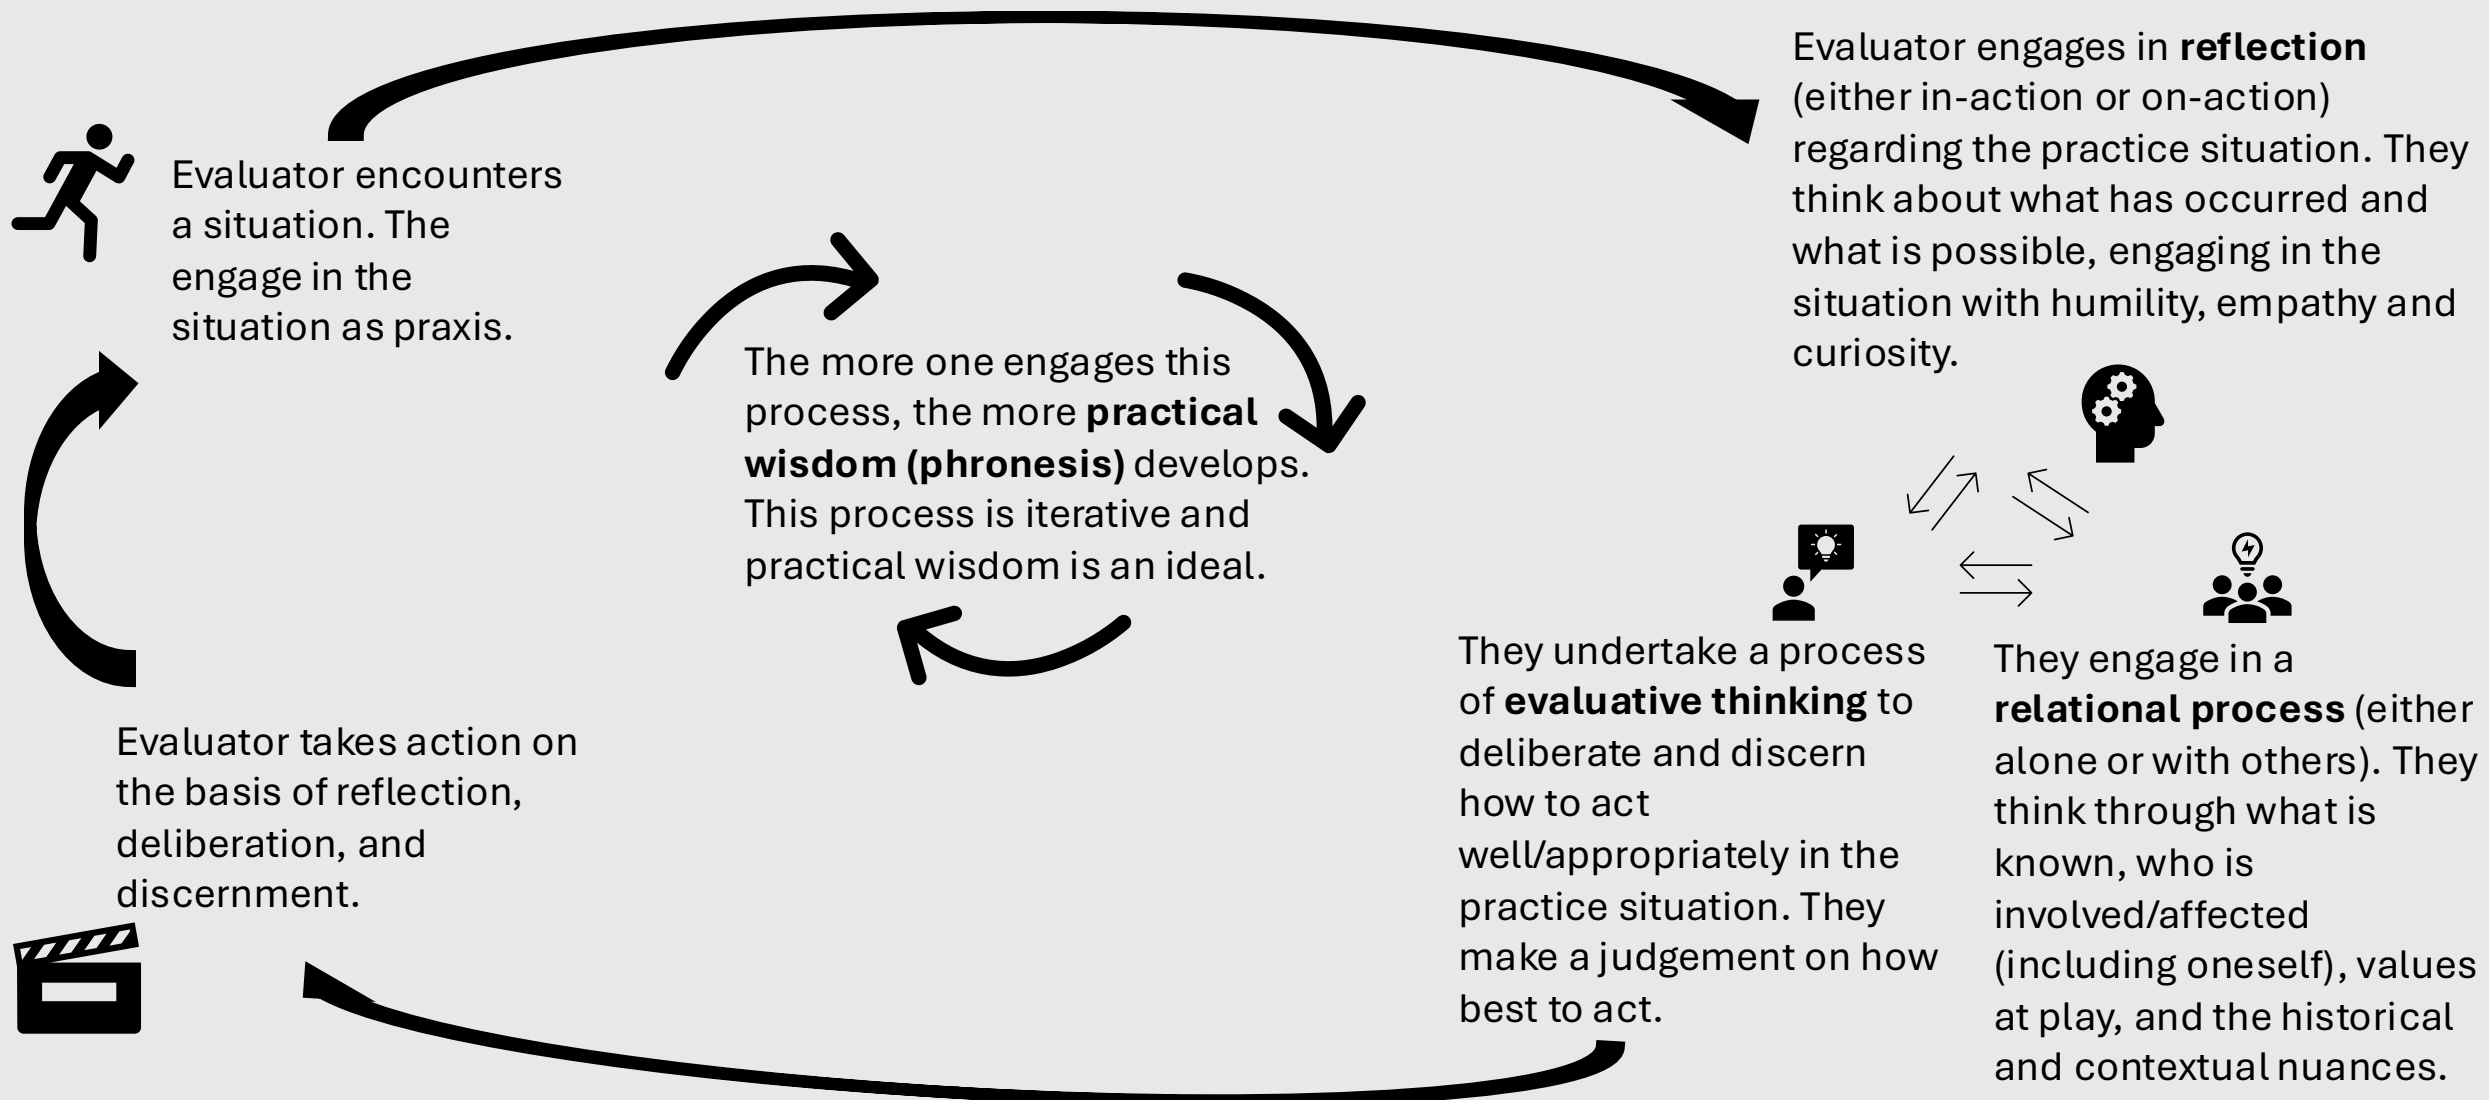 Evaluator encounters
a situation. The
engage in the
situation as praxis.
Evaluator engages in reflection
(either in-action or on-action)
regarding the practice situation. They
think about what has occurred and
what is possible, engaging in the
situation with humility, empathy and
curiosity.
The more one engages this
process, the more practical
wisdom (phronesis) develops.
This process is iterative and
practical wisdom is an ideal.
They undertake a process
of evaluative thinking to
deliberate and discern
how to act
well/appropriately in the
practice situation. They
make a judgement on how
best to act.
They engage in a
relational process (either
alone or with others). They
think through what is
known, who is
involved/affected
(including oneself), values
at play, and the historical
and contextual nuances.
Evaluator takes action on
the basis of reflection,
deliberation, and
discernment.